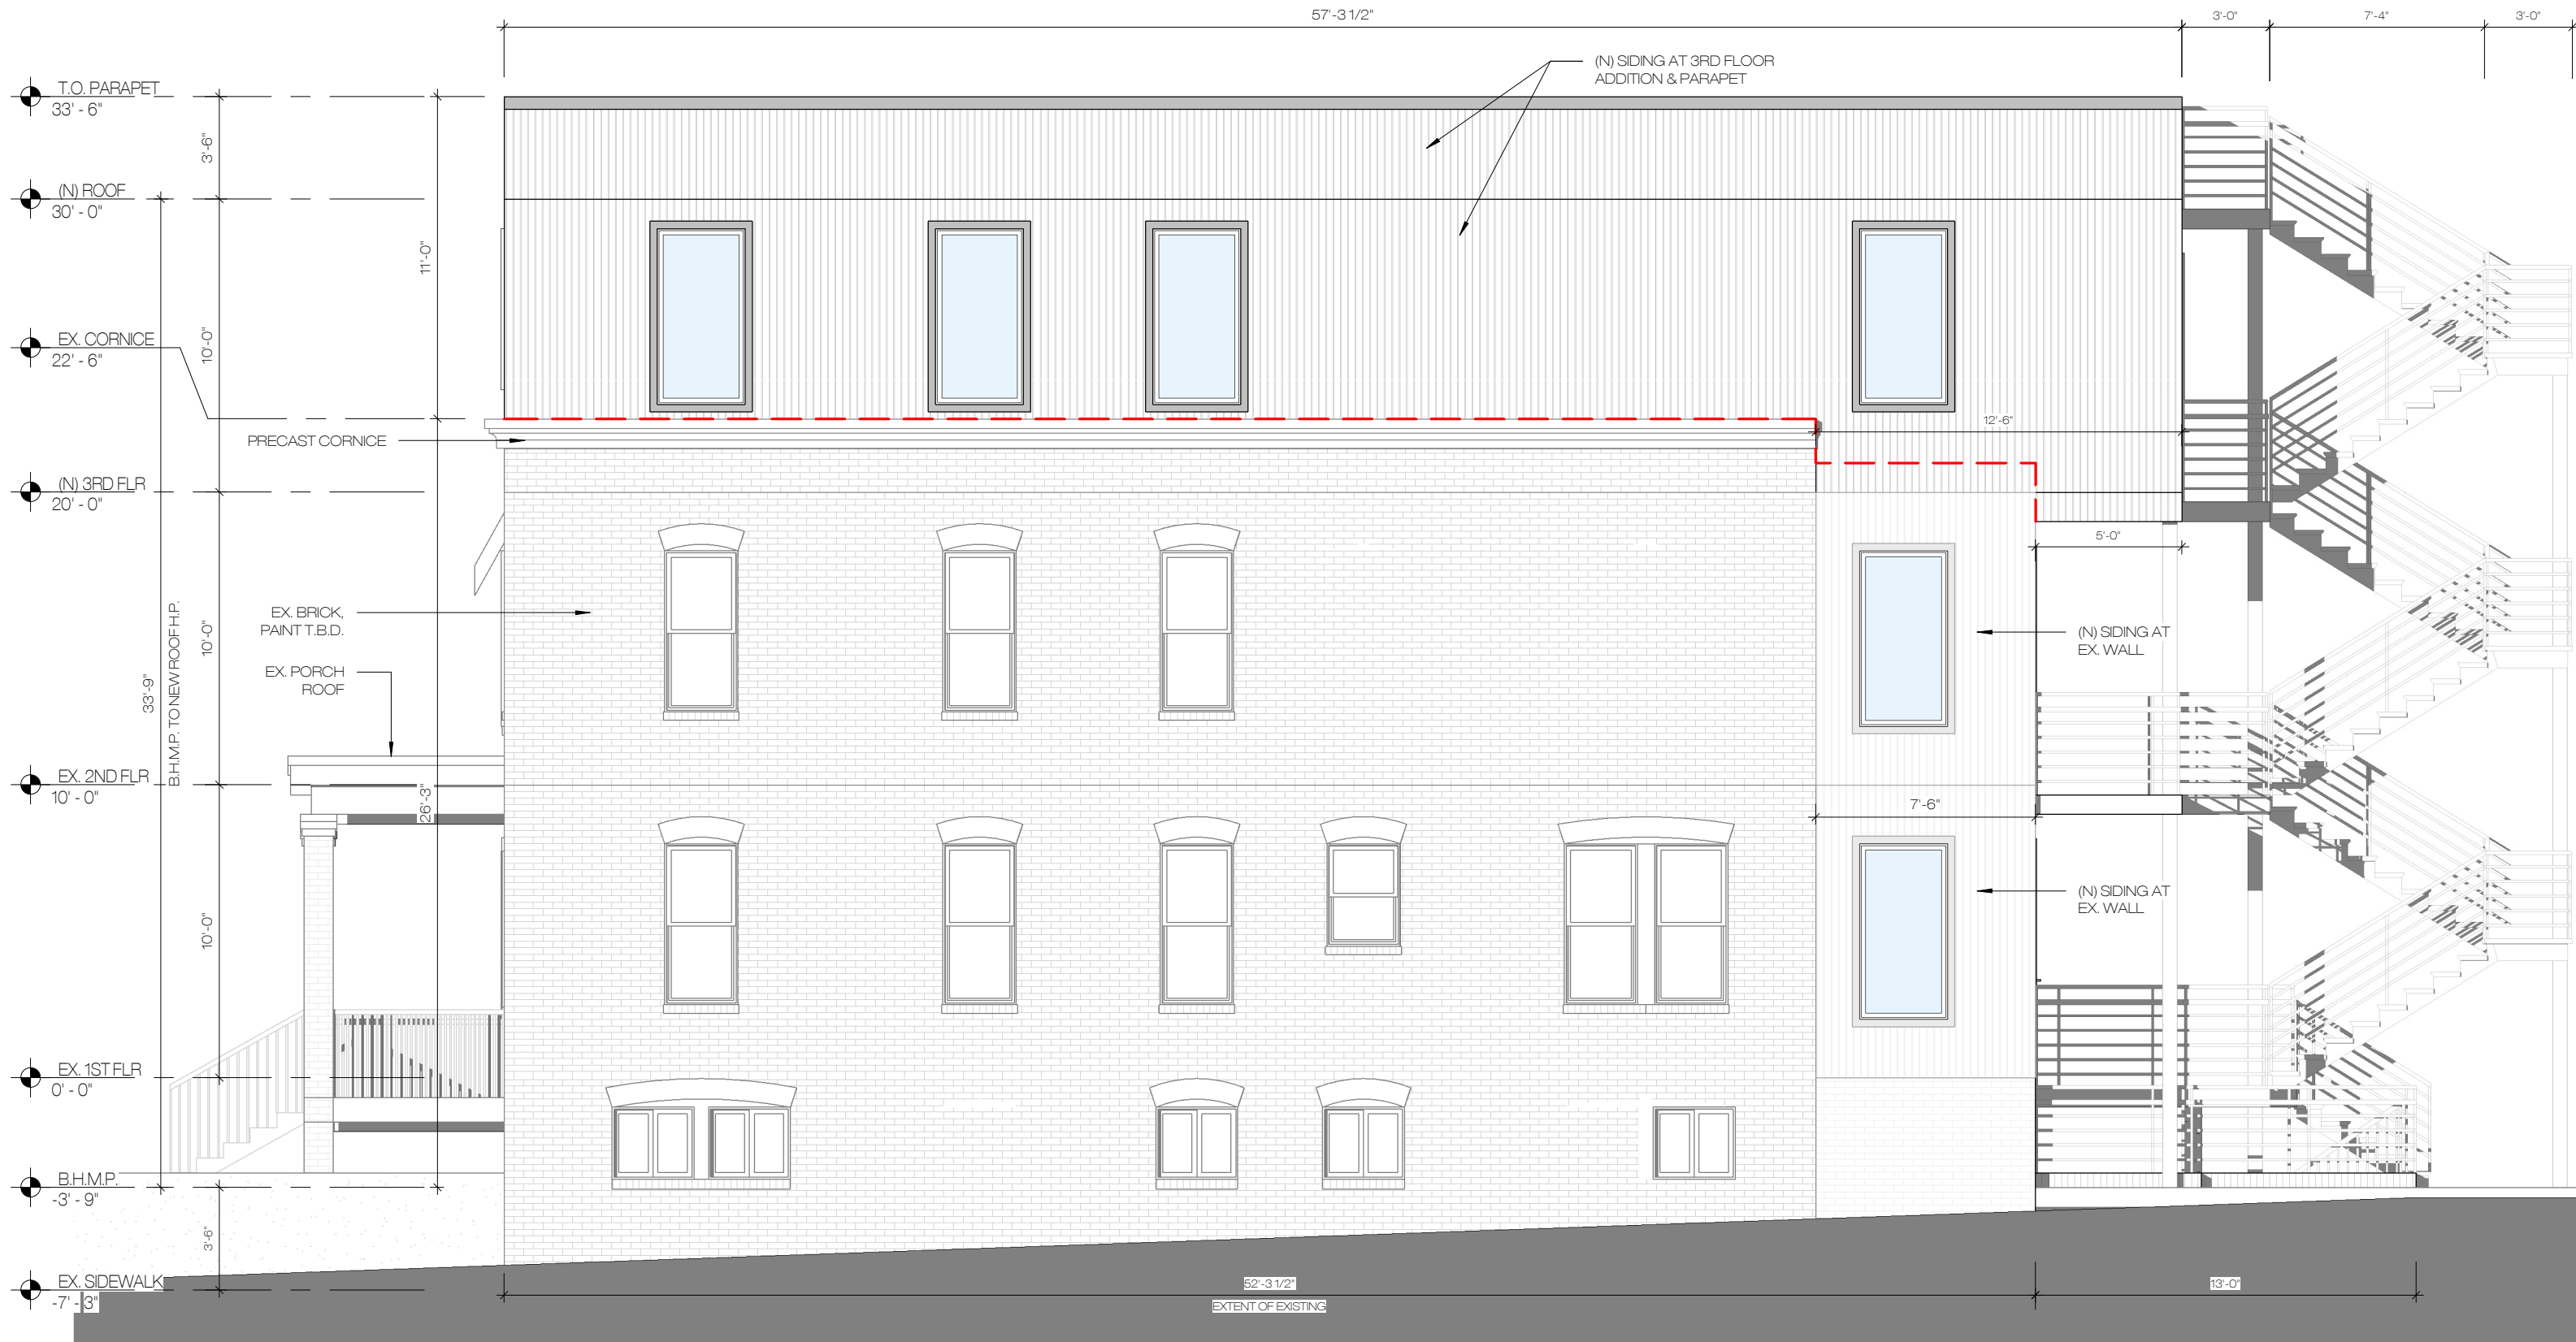 57'-3 1/2"
3'-0"
7'-4"
3'-0"
(N) SIDING AT 3RD FLOOR
ADDITION & PARAPET
T.O. PARAPET
33' - 6"
3'-6"
(N) ROOF
30' - 0"
11'-0"
10'-0"
EX. CORNICE
22' - 6"
12'-6"
PRECAST CORNICE
(N) 3RD FLR
20' - 0"
5'-0"
EX. BRICK,
PAINT T.B.D.
10'-0"
(N) SIDING AT
EX. WALL
EX. PORCH
ROOF
33'-9"
B.H.M.P. TO NEW ROOF H.P.
EX. 2ND FLR
10' - 0"
26'-3"
7'-6"
(N) SIDING AT
EX. WALL
10'-0"
EX. 1ST FLR
0' - 0"
B.H.M.P.
-3' - 9"
3'-6"
EX. SIDEWALK
-7' - 3"
52'-3 1/2"
EXTENT OF EXISTING
13'-0"